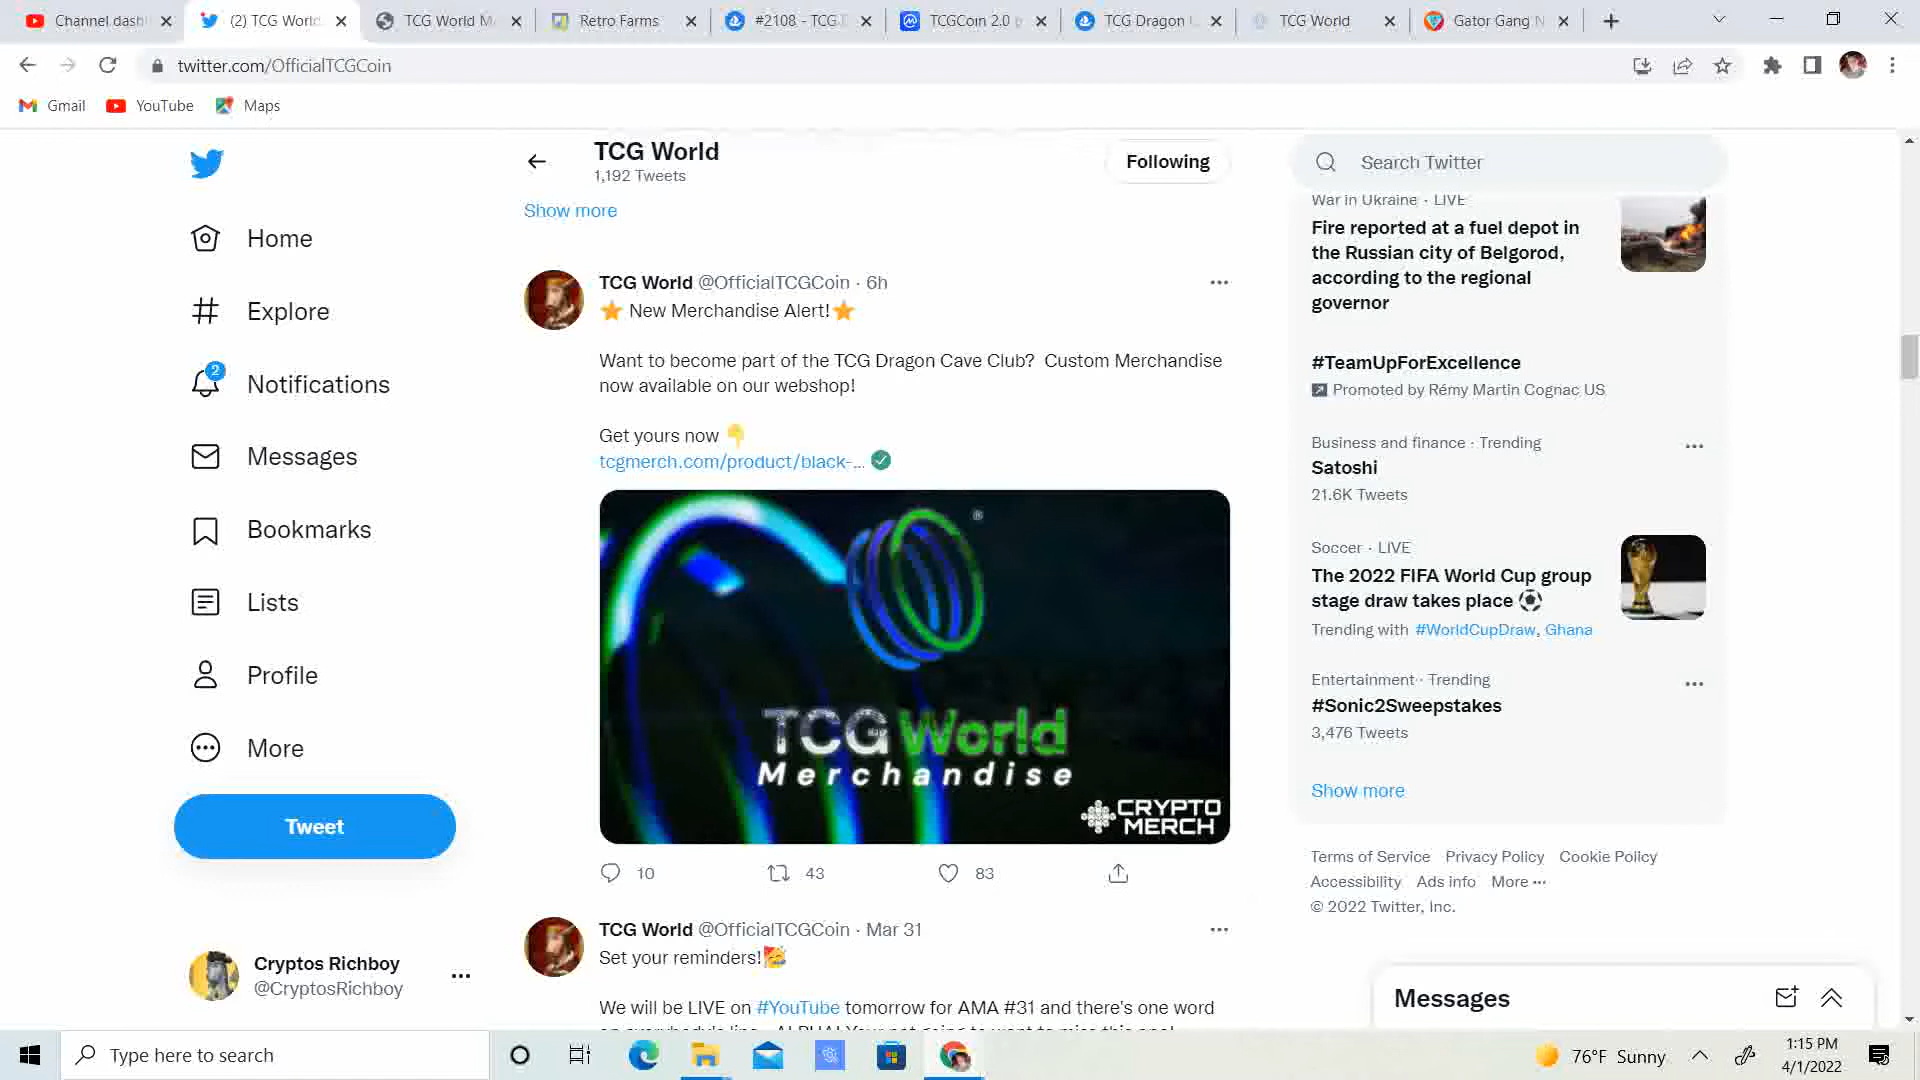 Channel dash
(2) TCG World
TCG World M
Retro Farms
#2108 - TCG
TCGCoin 2.0
TCG Dragon
TCG World
Gator Gang N
twitter.com/OfficialTCGCoin
Gmail
YouTube
Maps
TCG World
1,192 Tweets
Following
Search Twitter
Show more
Home
Explore
2
Notifications
Messages
Bookmarks
Lists
Profile
More
Tweet
Cryptos Richboy
@CryptosRichboy
TCG World @OfficialTCGCoin · 6h
⭐ New Merchandise Alert!⭐
Want to become part of the TCG Dragon Cave Club? Custom Merchandise
now available on our webshop!
Get yours now 👇
tcgmerch.com/product/black-...
®
TCG World
Merchandise
CRYPTO
MERCH
10
43
83
TCG World @OfficialTCGCoin · Mar 31
Set your reminders!🥳
We will be LIVE on #YouTube tomorrow for AMA #31 and there's one word
War in Ukraine · LIVE
Fire reported at a fuel depot in
the Russian city of Belgorod,
according to the regional
governor
#TeamUpForExcellence
Promoted by Rémy Martin Cognac US
Business and finance · Trending
Satoshi
21.6K Tweets
Soccer · LIVE
The 2022 FIFA World Cup group
stage draw takes place ⚽
Trending with #WorldCupDraw, Ghana
Entertainment · Trending
#Sonic2Sweepstakes
3,476 Tweets
Show more
Terms of Service Privacy Policy Cookie Policy
Accessibility Ads info More ···
© 2022 Twitter, Inc.
Messages
Type here to search
76°F Sunny
1:15 PM
4/1/2022